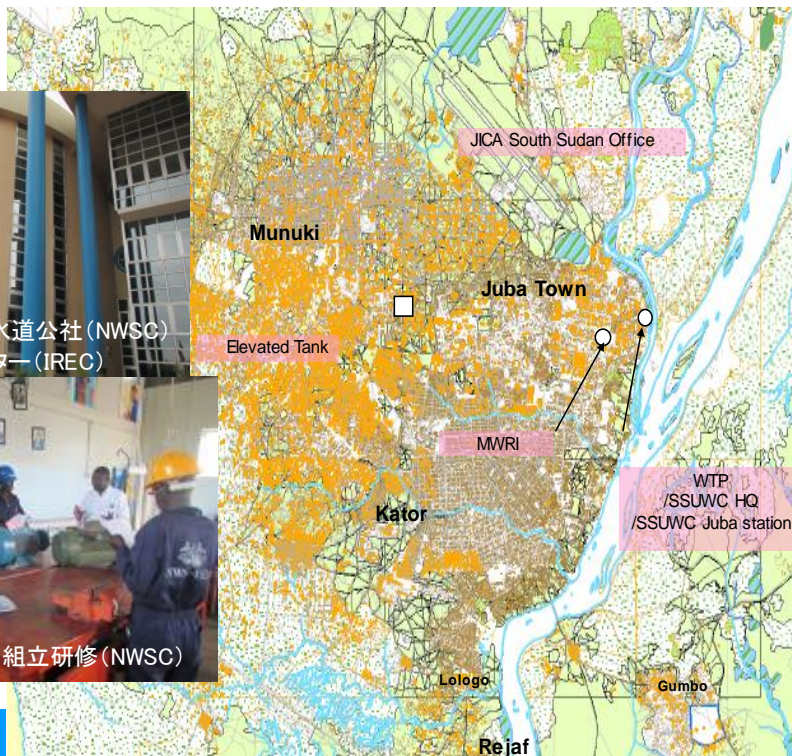 JICA South Sudan Office
Munuki
Juba Town
水道公社(NWSC)
ター(IREC)
Elevated Tank
MWRI
WTP
/SSUWC HQ
/SSUWC Juba station
Kator
組立研修(NWSC)
Lologo
Gumbo
Rejaf